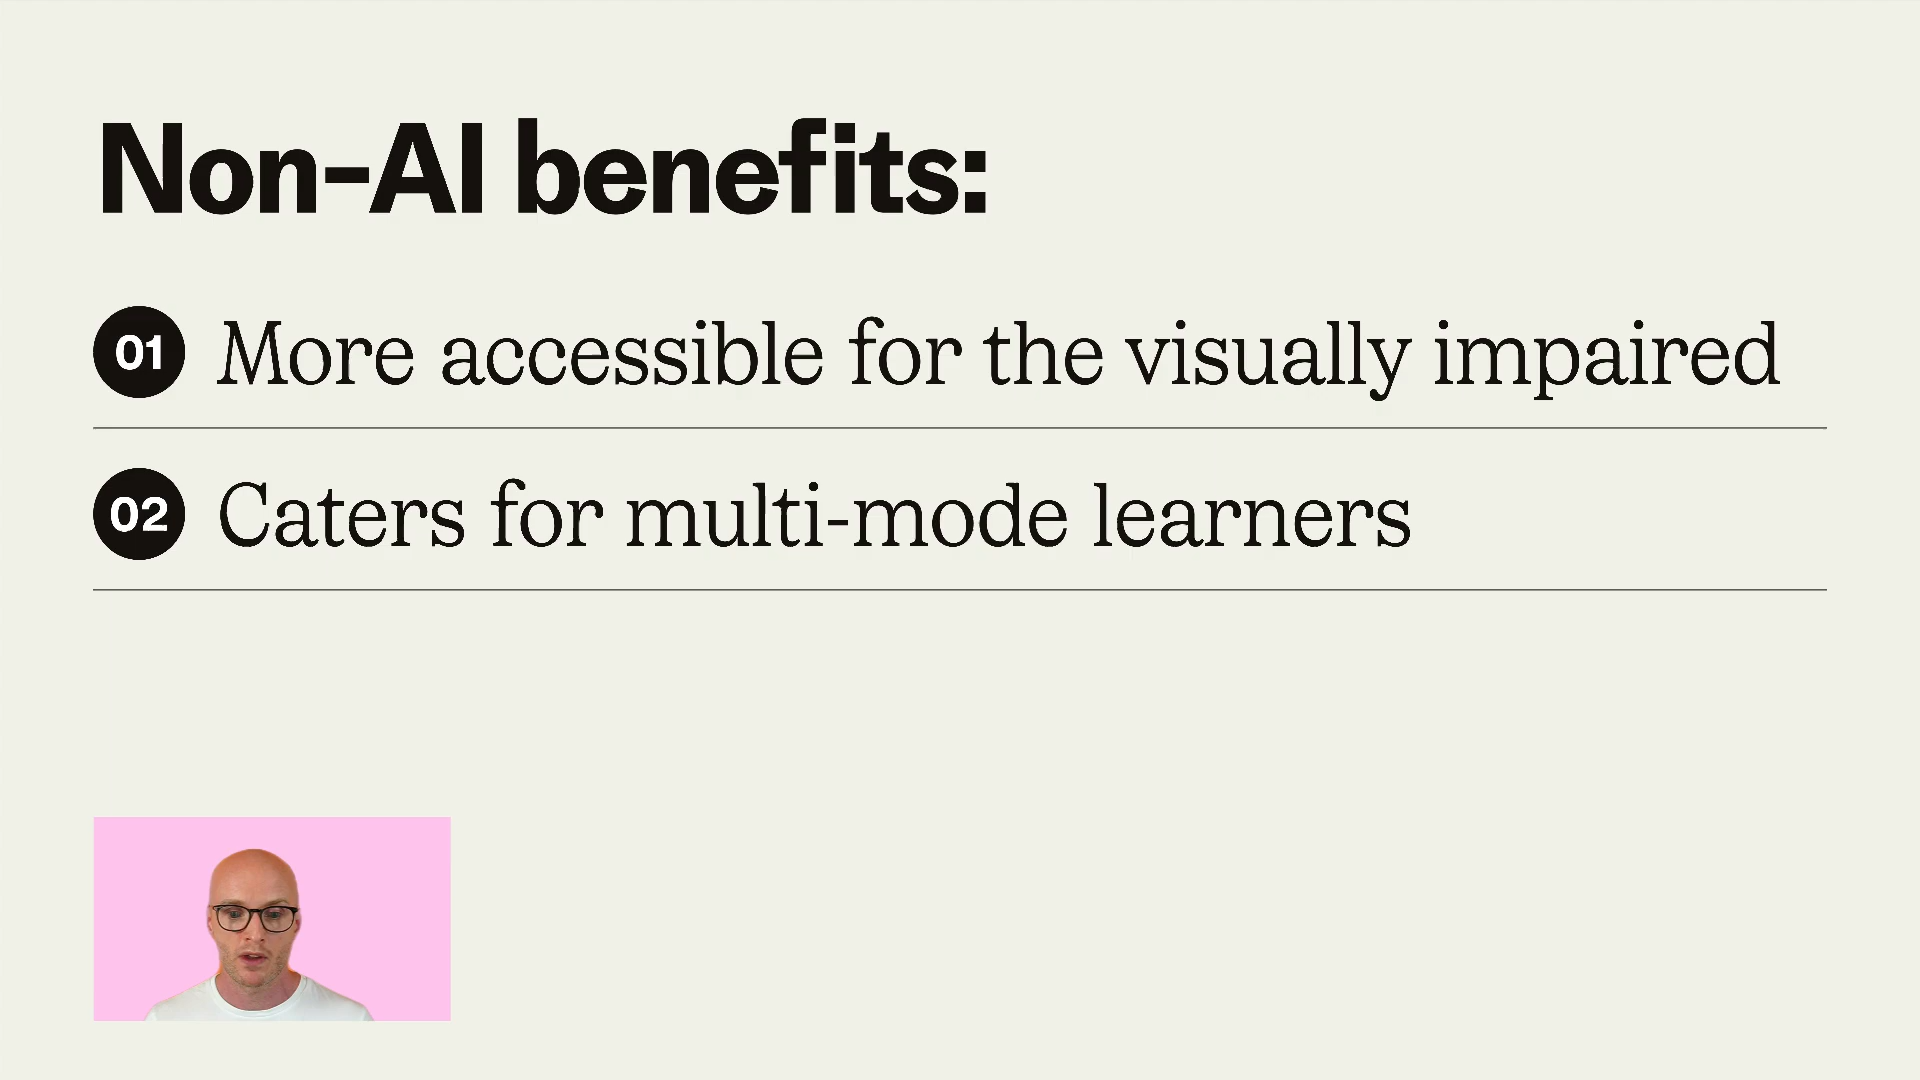 Non-AI benefits:
01 More accessible for the visually impaired
02 Caters for multi-mode learners